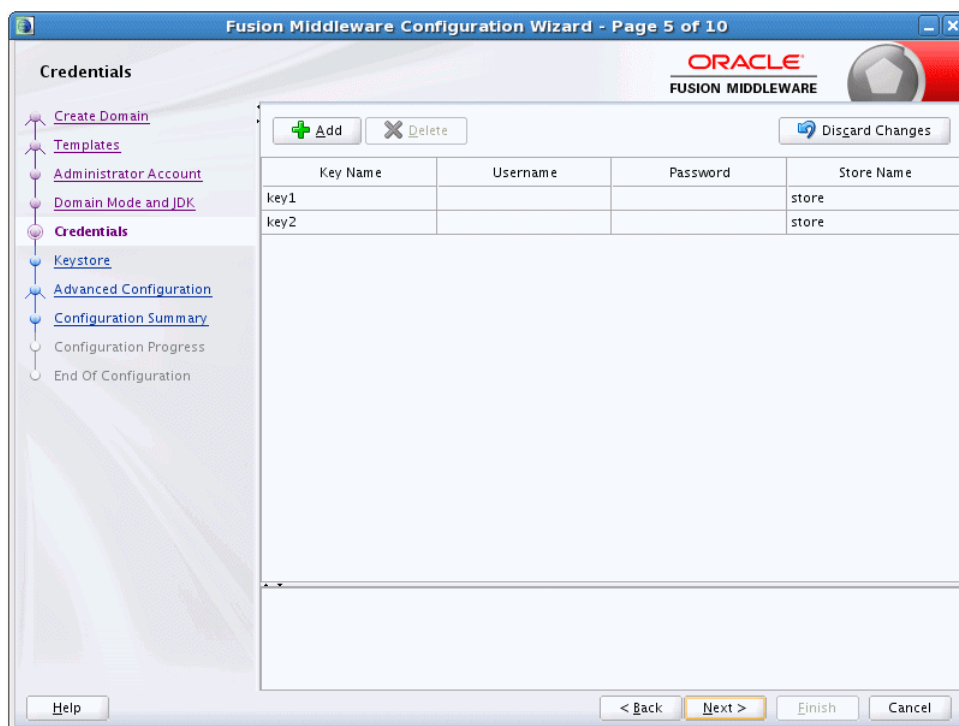 Fusion Middleware Configuration Wizard - Page 5 of 10
Credentials
ORACLE
FUSION MIDDLEWARE
Create Domain
Templates
Administrator Account
Domain Mode and JDK
Credentials
Keystore
Advanced Configuration
Configuration Summary
Configuration Progress
End Of Configuration
Add Delete Discard Changes
Key Name Username Password Store Name
key1 store
key2 store
Help < Back Next > Finish Cancel